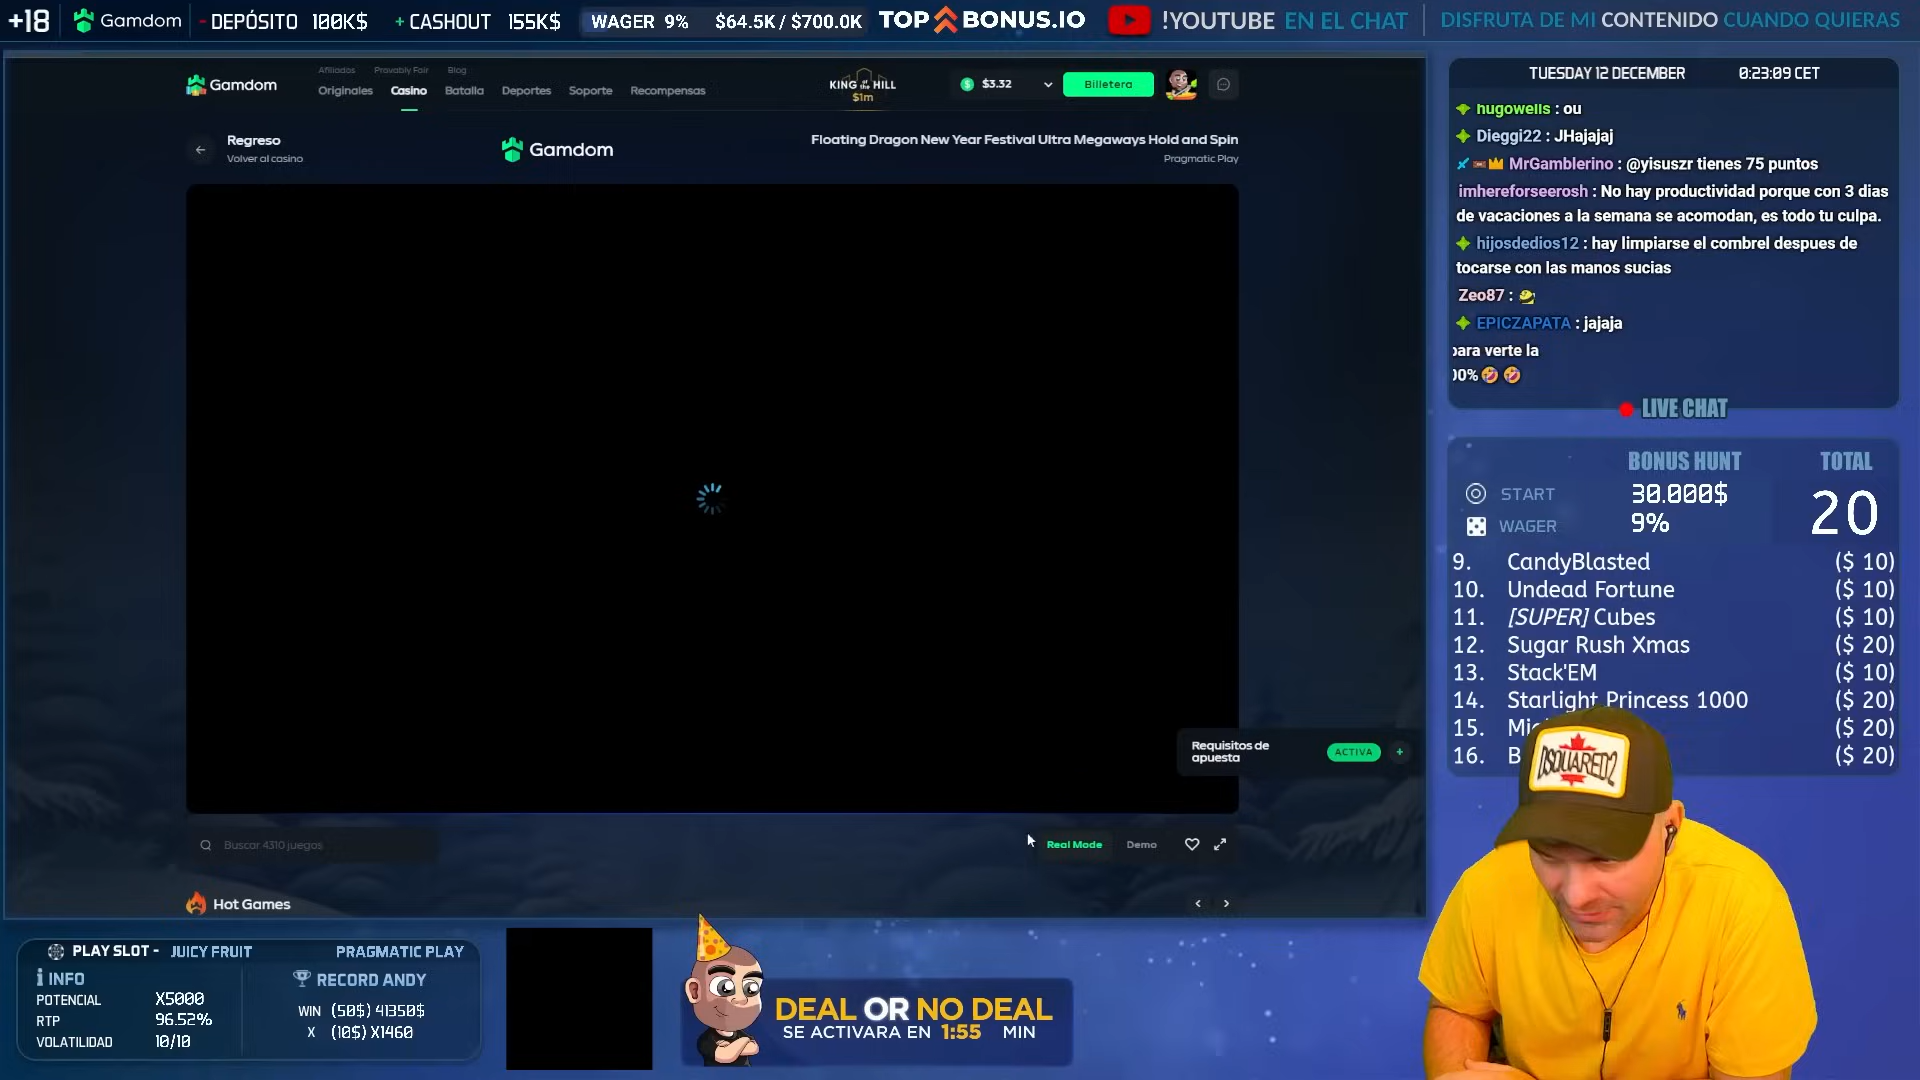 +18 Gamdom - DEPÓSITO 100K$ + CASHOUT 155K$ WAGER 9% $64.5K / $700.0K TOP BONUS.IO !YOUTUBE EN EL CHAT DISFRUTA DE MI CONTENIDO CUANDO QUIERAS
Gamdom
Afiliados Provably Fair Blog
Originales Casino Batalla Deportes Soporte Recompensas
KING of the HILL
$1m
$3.32
Billetera
Regreso
Volver al casino
Gamdom
Floating Dragon New Year Festival Ultra Megaways Hold and Spin
Pragmatic Play
Requisitos de
apuesta
ACTIVA +
Buscar 4310 juegos
Real Mode Demo
Hot Games
TUESDAY 12 DECEMBER 0:23:09 CET
hugowells : ou
Dieggi22 : JHajajaj
MrGamblerino : @yisuszr tienes 75 puntos
imhereforseerosh : No hay productividad porque con 3 dias
de vacaciones a la semana se acomodan, es todo tu culpa.
hijosdedios12 : hay limpiarse el combrel despues de
tocarse con las manos sucias
Zeo87 :
EPICZAPATA : jajaja
para verte la
00%
LIVE CHAT
BONUS HUNT TOTAL
START 30.000$
WAGER 9%
20
9. CandyBlasted ($ 10)
10. Undead Fortune ($ 10)
11. [SUPER] Cubes ($ 10)
12. Sugar Rush Xmas ($ 20)
13. Stack'EM ($ 10)
14. Starlight Princess 1000 ($ 20)
15. ($ 20)
16. ($ 20)
DSQUARED2
PLAY SLOT - JUICY FRUIT PRAGMATIC PLAY
INFO
POTENCIAL X5000
RTP 96.52%
VOLATILIDAD 10/10
RECORD ANDY
WIN (50$) 41350$
X (10$) X1460
DEAL OR NO DEAL
SE ACTIVARA EN 1:55 MIN